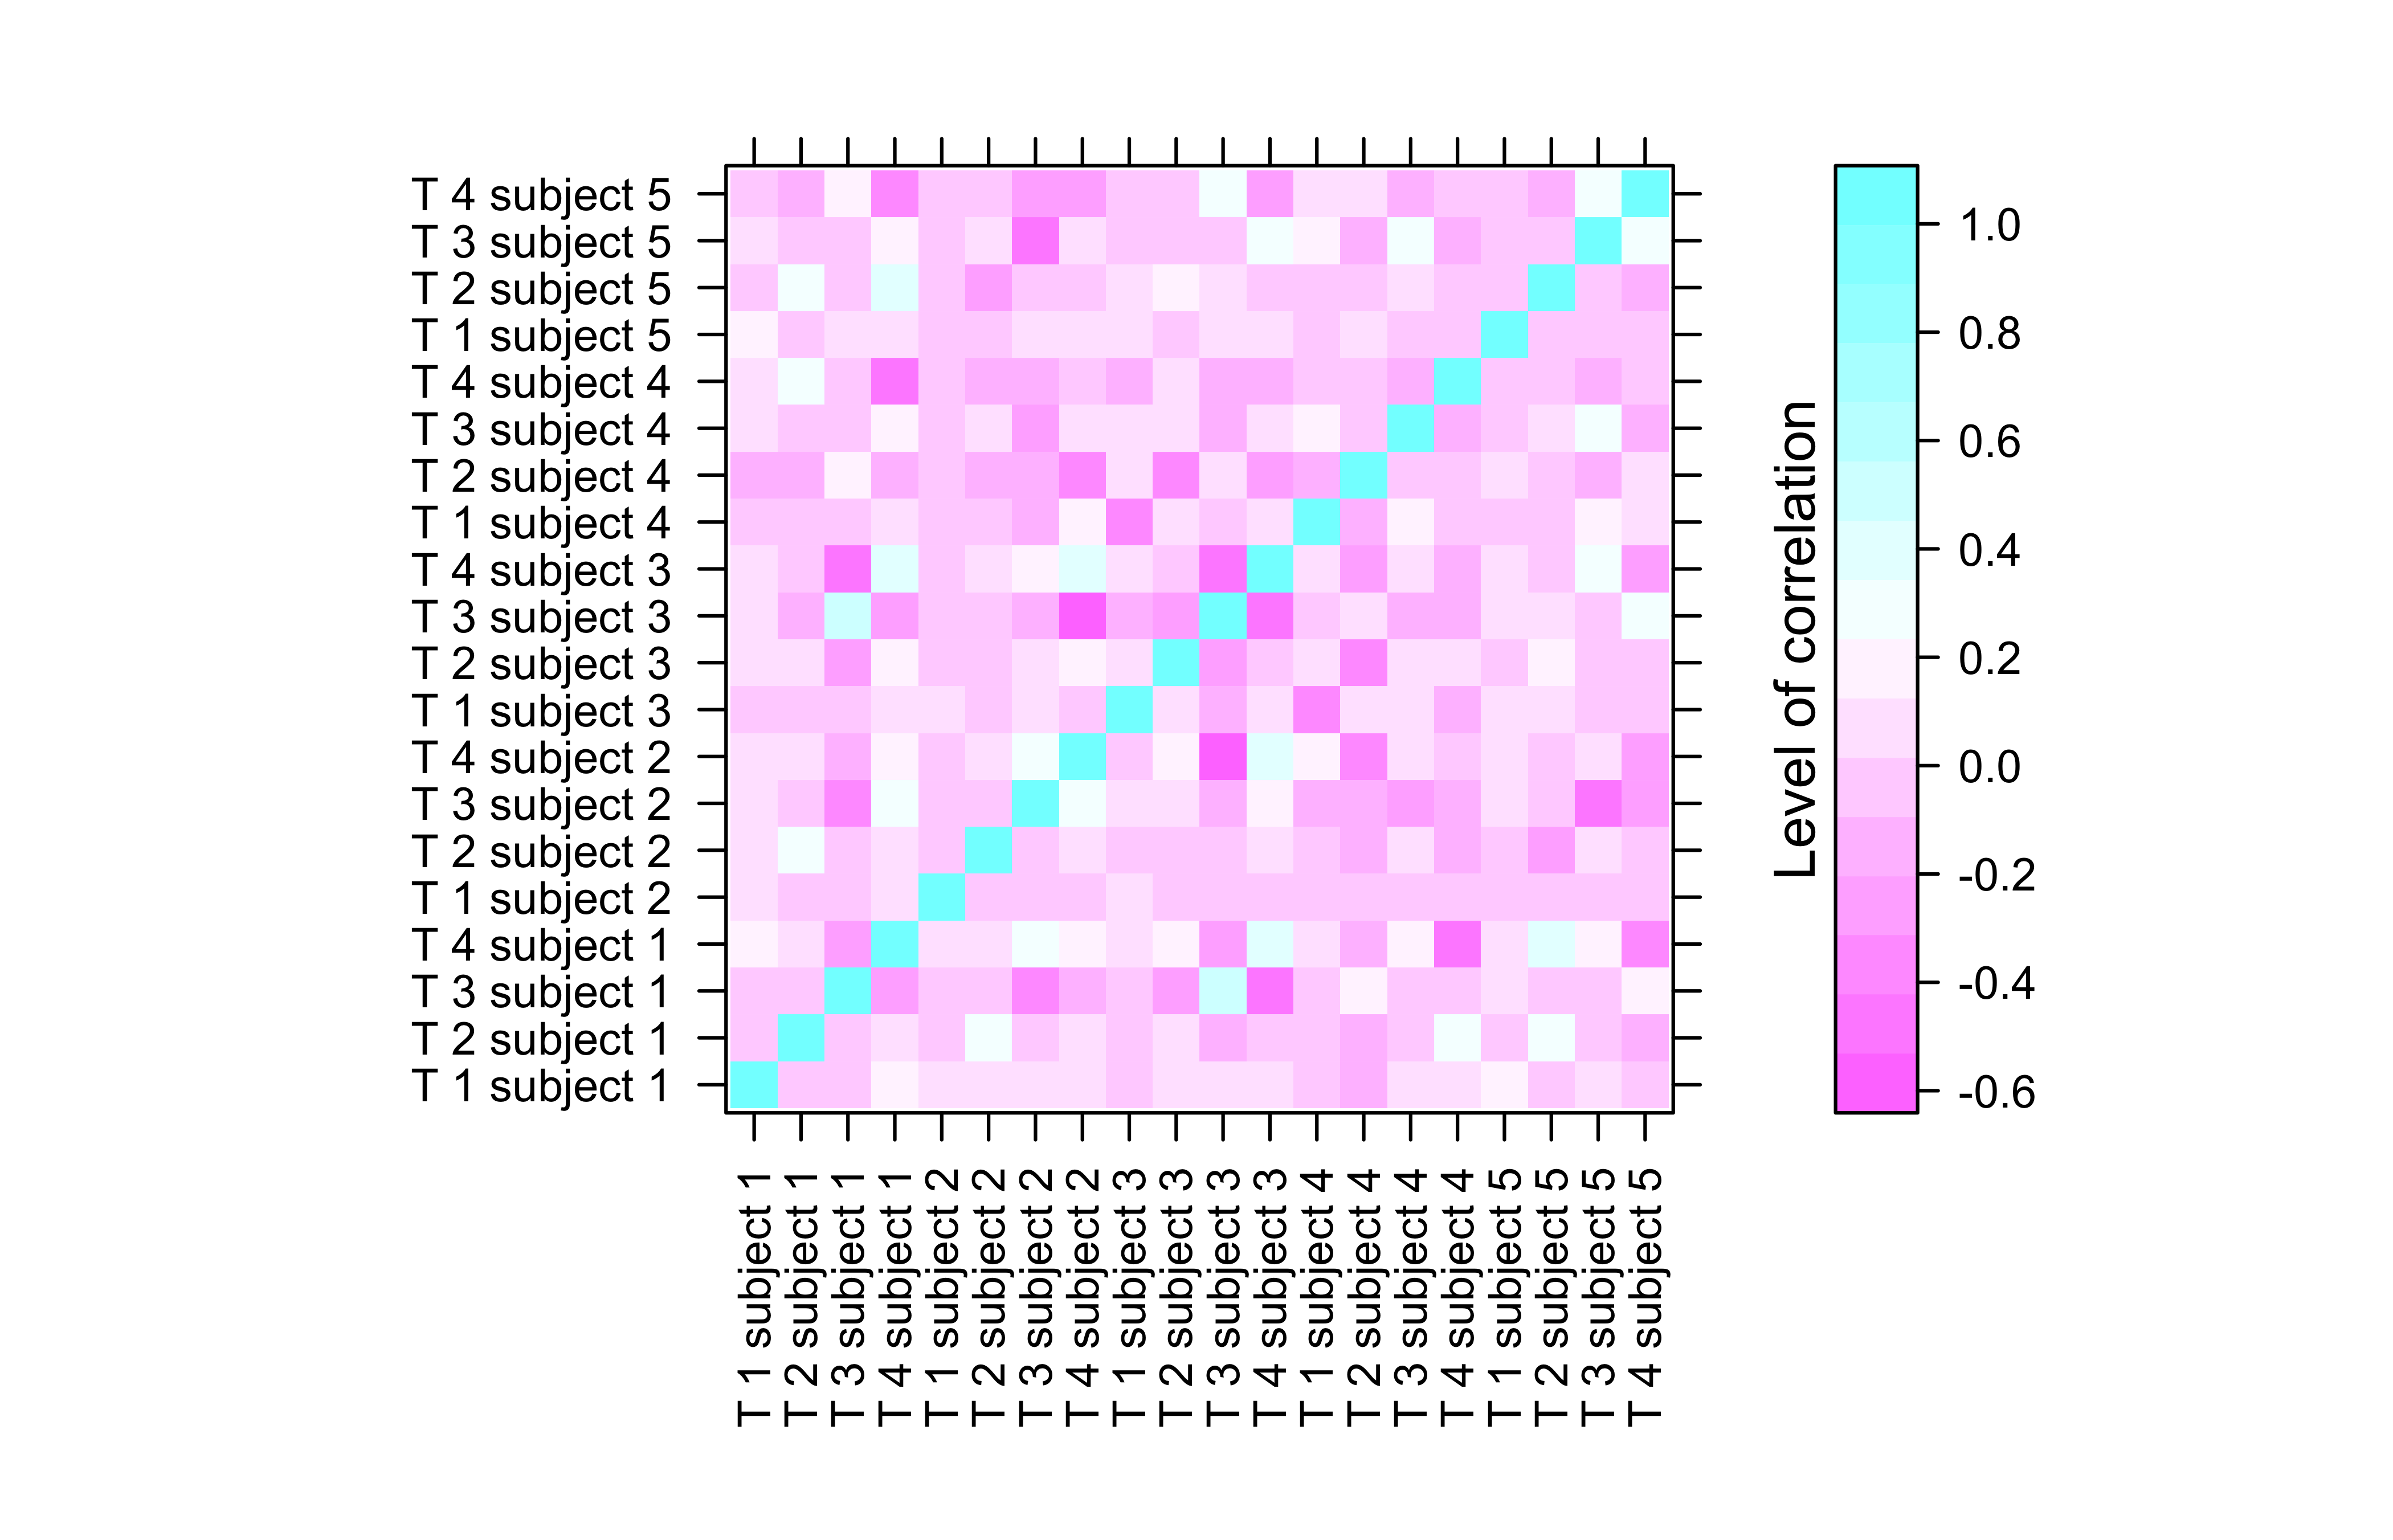 T 4 subject 5
T 3 subject 5
T 2 subject 5
T 1 subject 5
T 4 subject 4
T 3 subject 4
T 2 subject 4
T 1 subject 4
T 4 subject 3
T 3 subject 3
T 2 subject 3
T 1 subject 3
T 4 subject 2
T 3 subject 2
T 2 subject 2
T 1 subject 2
T 4 subject 1
T 3 subject 1
T 2 subject 1
T 1 subject 1
T 1 subject 1
T 2 subject 1
T 3 subject 1
T 4 subject 1
T 1 subject 2
T 2 subject 2
T 3 subject 2
T 4 subject 2
T 1 subject 3
T 2 subject 3
T 3 subject 3
T 4 subject 3
T 1 subject 4
T 2 subject 4
T 3 subject 4
T 4 subject 4
T 1 subject 5
T 2 subject 5
T 3 subject 5
T 4 subject 5
Level of correlation
1.0
0.8
0.6
0.4
0.2
0.0
-0.2
-0.4
-0.6